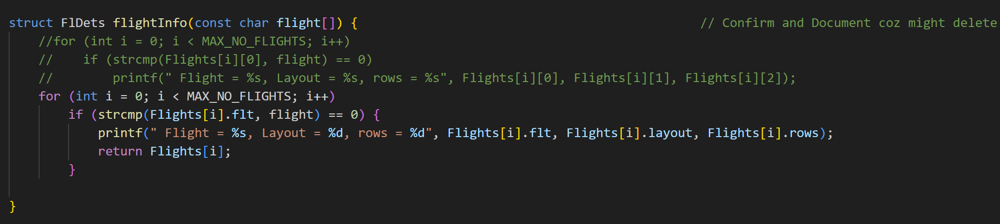 struct FlDets flightInfo(const char flight[]) { // Confirm and Document coz might delete
//for (int i = 0; i < MAX_NO_FLIGHTS; i++)
//    if (strcmp(Flights[i][0], flight) == 0)
//        printf(" Flight = %s, Layout = %s, rows = %s", Flights[i][0], Flights[i][1], Flights[i][2]);
for (int i = 0; i < MAX_NO_FLIGHTS; i++)
if (strcmp(Flights[i].flt, flight) == 0) {
printf(" Flight = %s, Layout = %d, rows = %d", Flights[i].flt, Flights[i].layout, Flights[i].rows);
return Flights[i];
}
}